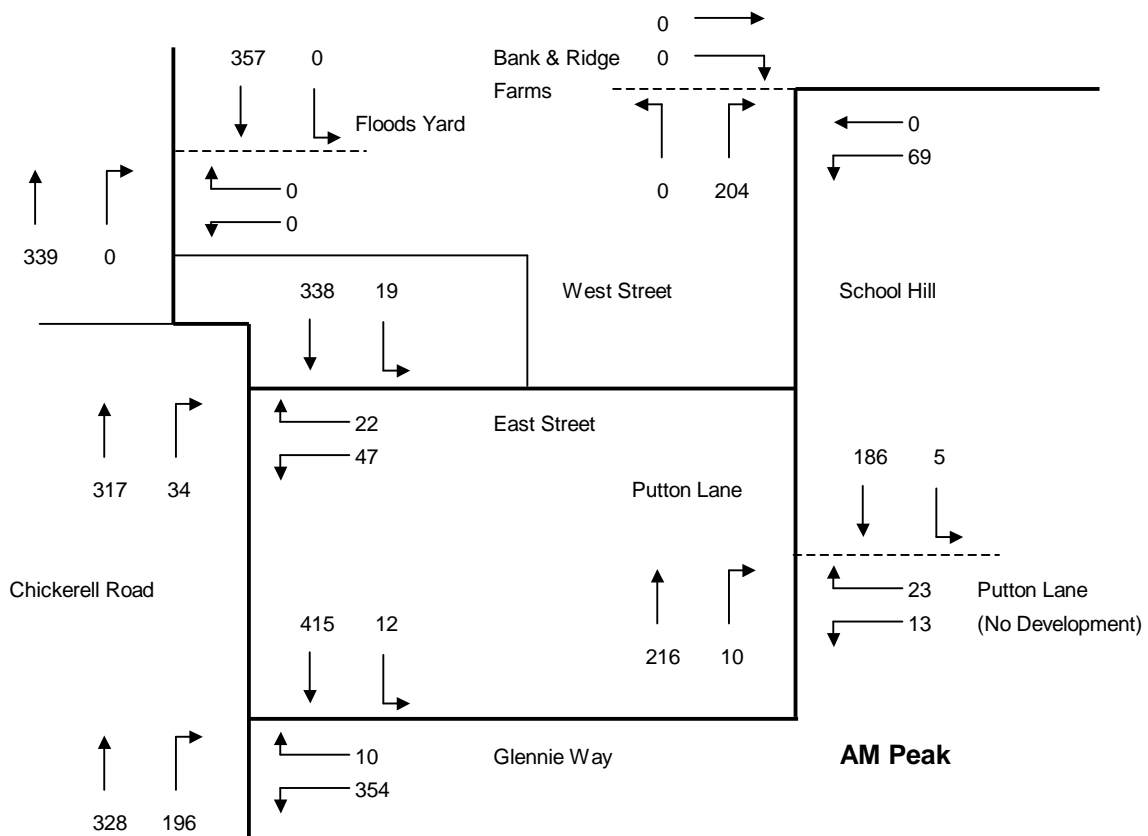 0
357 0 Bank & Ridge 0
Farms
Floods Yard
0
69
0
0 204
0
339 0
338 19 West Street School Hill
22 East Street
47
186 5
317 34 Putton Lane
Chickerell Road
23 Putton Lane
415 12
13 (No Development)
216 10
10 Glennie Way AM Peak
354
328 196